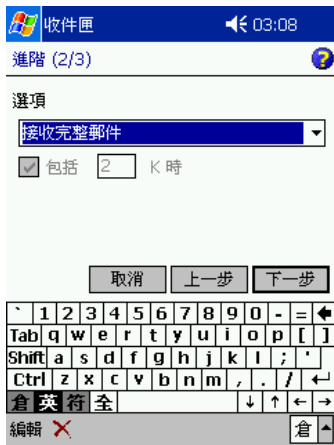 收件匣 03:08
進階 (2/3)
選項
接收完整郵件
包括 2 K 時
取消 上一步 下一步
` 1 2 3 4 5 6 7 8 9 0 - =
Tab q w e r t y u i o p [ ]
Shift a s d f g h j k l ; '
Ctrl z x c v b n m , . /
倉 英 符 全 ↓ ↑ ← →
編輯 倉